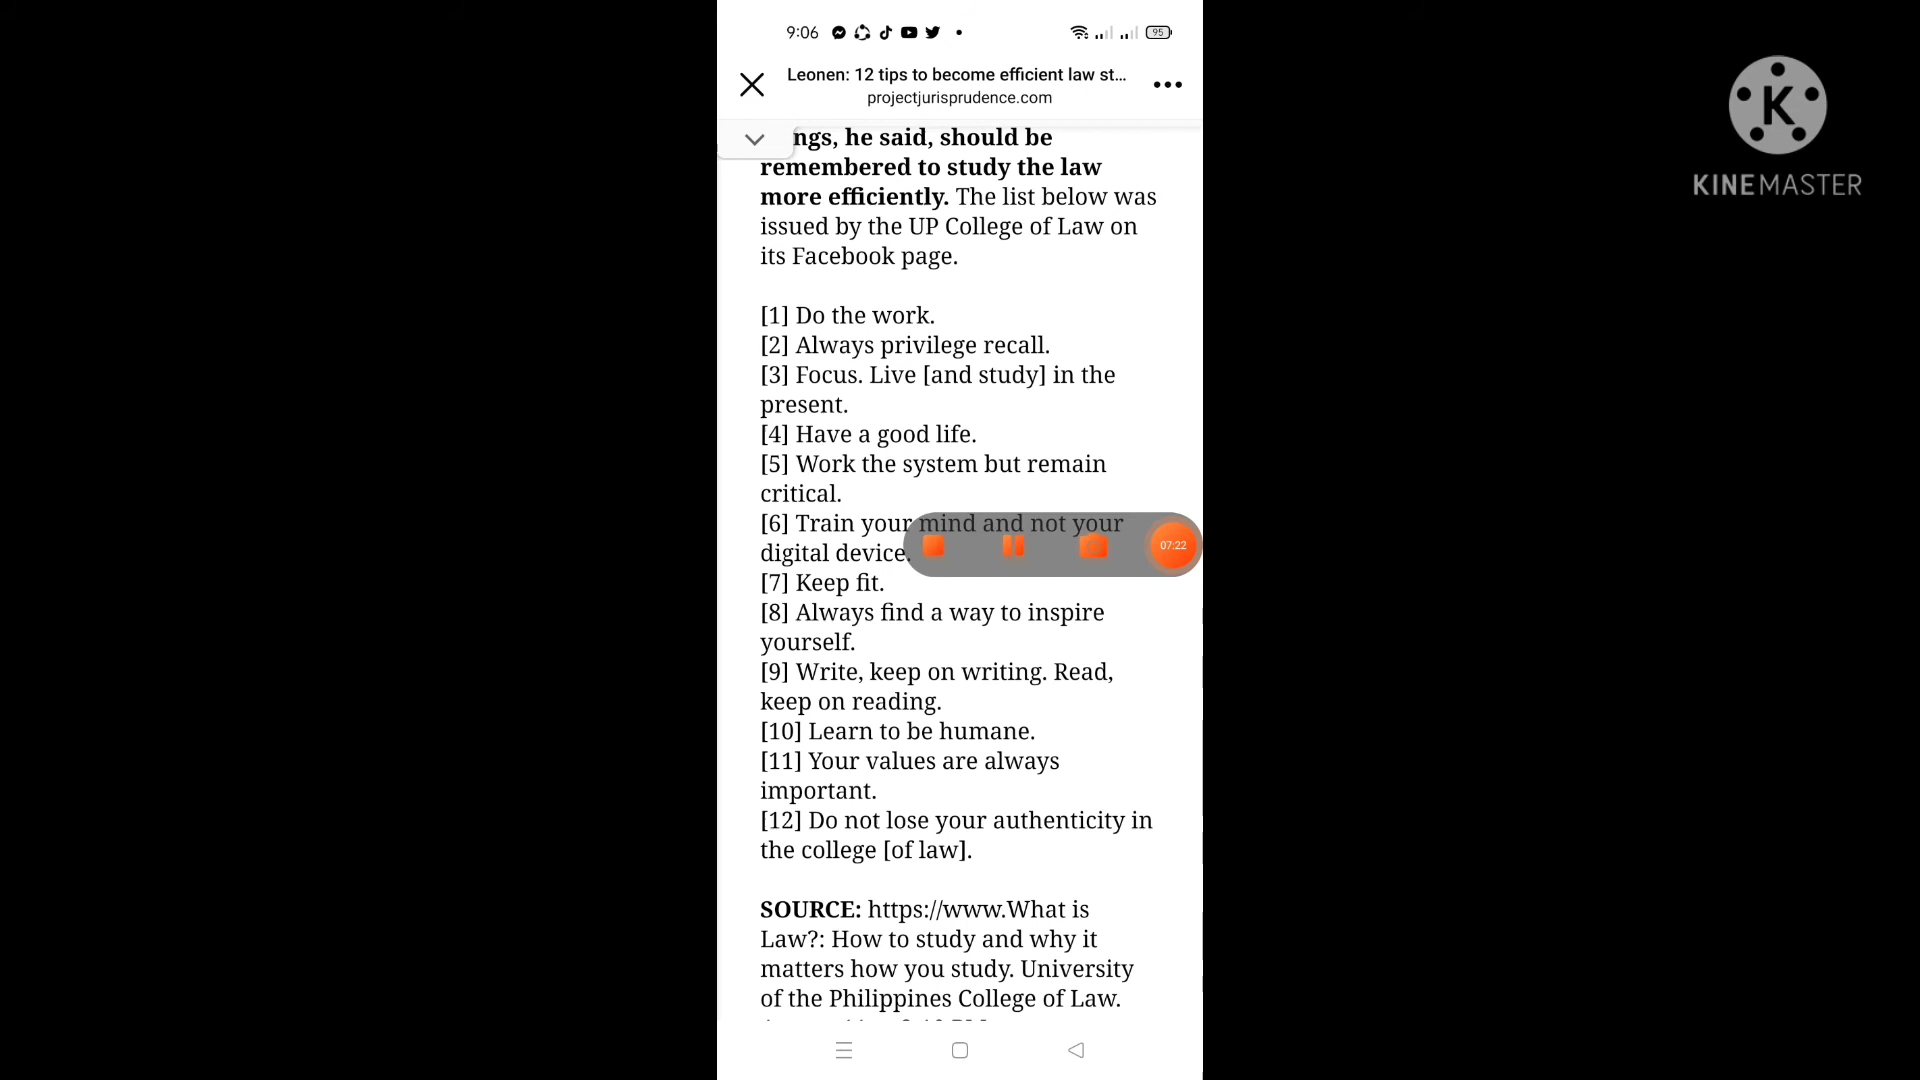 9:06
95
Leonen: 12 tips to become efficient law st...
projectjurisprudence.com
K
KINEMASTER
ngs, he said, should be
remembered to study the law
more efficiently. The list below was
issued by the UP College of Law on
its Facebook page.
[1] Do the work.
[2] Always privilege recall.
[3] Focus. Live [and study] in the
present.
[4] Have a good life.
[5] Work the system but remain
critical.
[6] Train your mind and not your
digital device.
07:22
[7] Keep fit.
[8] Always find a way to inspire
yourself.
[9] Write, keep on writing. Read,
keep on reading.
[10] Learn to be humane.
[11] Your values are always
important.
[12] Do not lose your authenticity in
the college [of law].
SOURCE: https://www.What is
Law?: How to study and why it
matters how you study. University
of the Philippines College of Law.